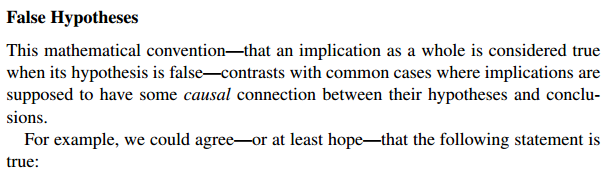 False Hypotheses
This mathematical convention—that an implication as a whole is considered true
when its hypothesis is false—contrasts with common cases where implications are
supposed to have some causal connection between their hypotheses and conclu-
sions.
For example, we could agree—or at least hope—that the following statement is
true: